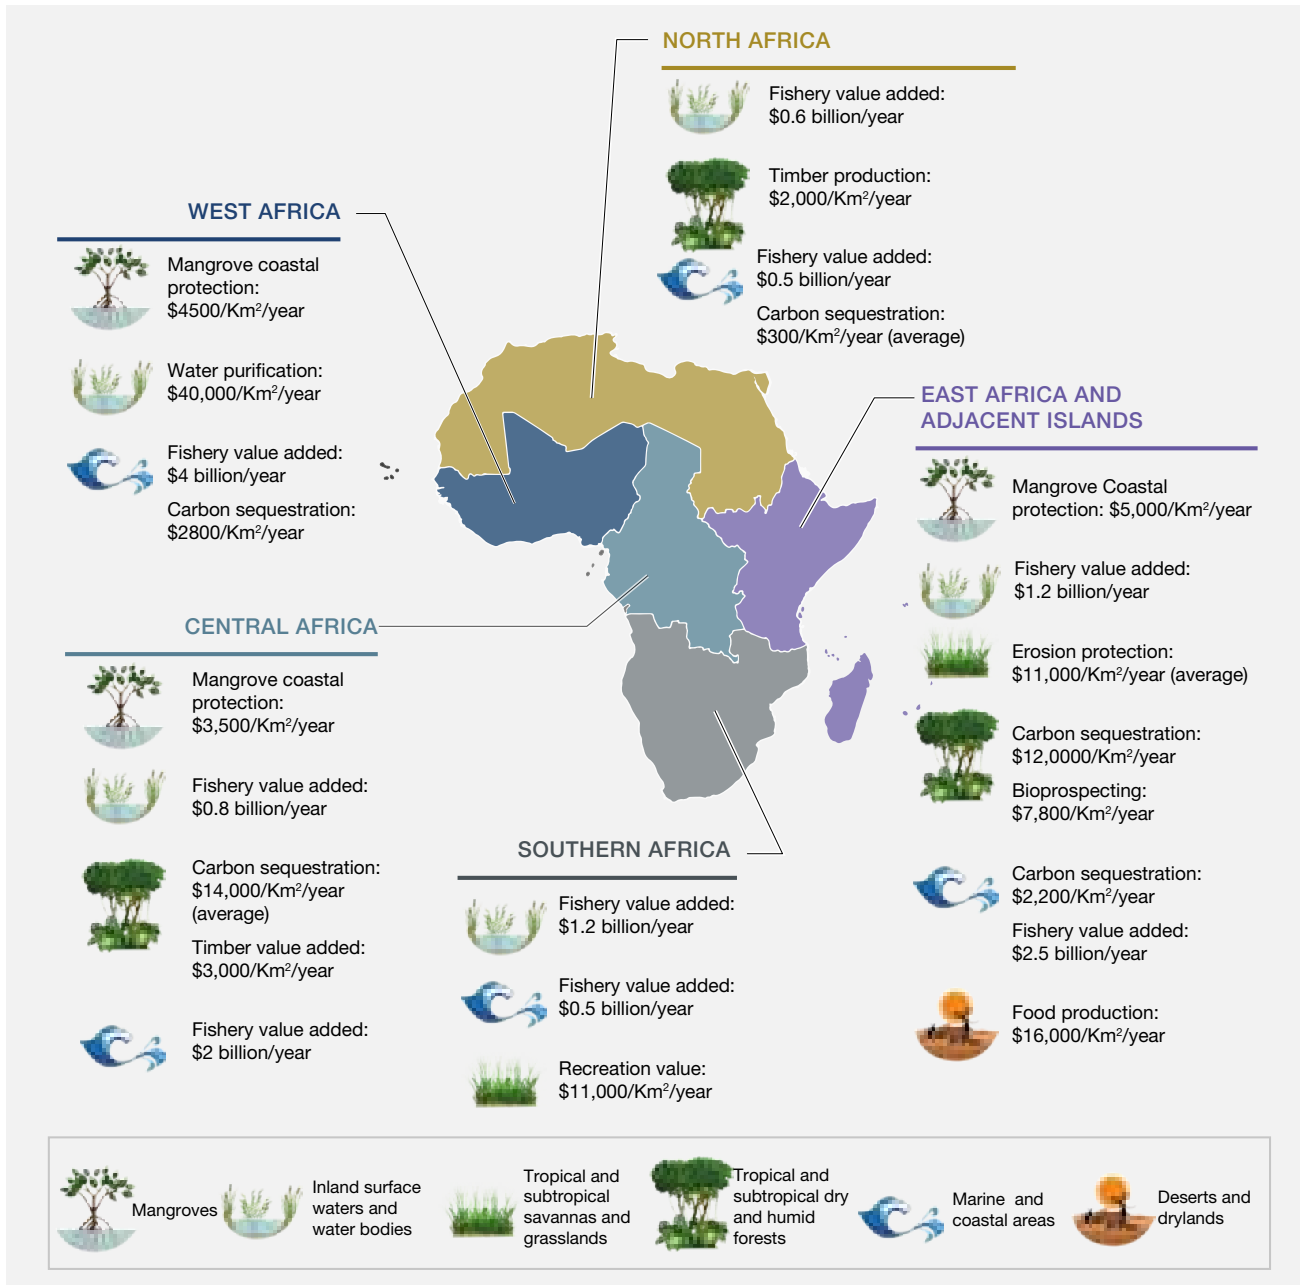 NORTH AFRICA
Fishery value added:
$0.6 billion/year
Timber production:
$2,000/Km²/year
Fishery value added:
$0.5 billion/year
Carbon sequestration:
$300/Km²/year (average)
WEST AFRICA
Mangrove coastal
protection:
$4500/Km²/year
Water purification:
$40,000/Km²/year
Fishery value added:
$4 billion/year
Carbon sequestration:
$2800/Km²/year
EAST AFRICA AND
ADJACENT ISLANDS
Mangrove Coastal
protection: $5,000/Km²/year
Fishery value added:
$1.2 billion/year
Erosion protection:
$11,000/Km²/year (average)
Carbon sequestration:
$12,0000/Km²/year
Bioprospecting:
$7,800/Km²/year
Carbon sequestration:
$2,200/Km²/year
Fishery value added:
$2.5 billion/year
Food production:
$16,000/Km²/year
CENTRAL AFRICA
Mangrove coastal
protection:
$3,500/Km²/year
Fishery value added:
$0.8 billion/year
Carbon sequestration:
$14,000/Km²/year
(average)
Timber value added:
$3,000/Km²/year
Fishery value added:
$2 billion/year
SOUTHERN AFRICA
Fishery value added:
$1.2 billion/year
Fishery value added:
$0.5 billion/year
Recreation value:
$11,000/Km²/year
Mangroves
Inland surface
waters and
water bodies
Tropical and
subtropical
savannas and
grasslands
Tropical and
subtropical dry
and humid
forests
Marine and
coastal areas
Deserts and
drylands